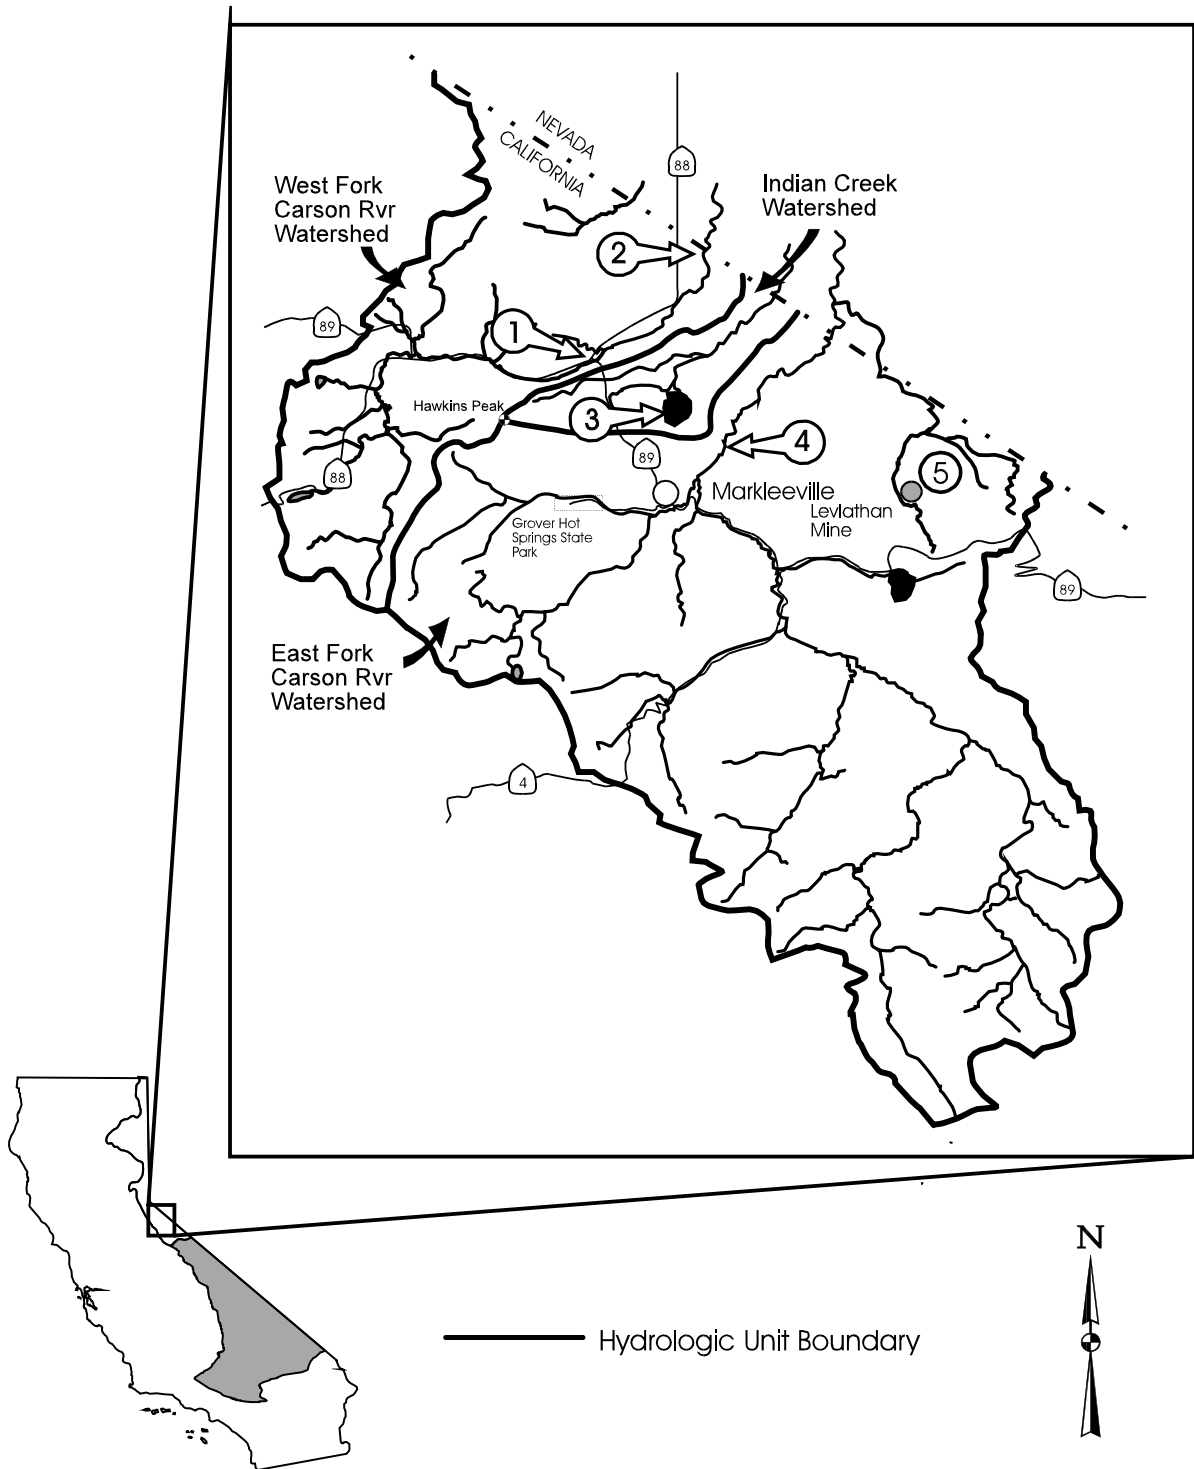 NEVADA
CALIFORNIA
88
West Fork
Carson Rvr
Watershed
Indian Creek
Watershed
2
89
1
Hawkins Peak
3
89
4
88
5
Markleeville
Levlathan
Mine
Grover Hot
Springs State
Park
89
East Fork
Carson Rvr
Watershed
4
N
Hydrologic Unit Boundary